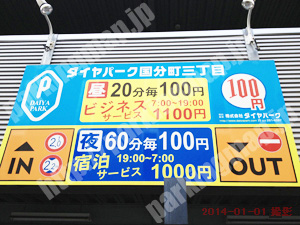 ダイヤパーク国分町三丁目
P
DAIYA
PARK
昼 20分毎100円
ビジネス 7:00~19:00
サービス 1100円
100
円
株式会社 ダイヤパーク
IN
夜 60分毎100円
宿泊 19:00~7:00
サービス 1000円
OUT
2014-01-01 撮影